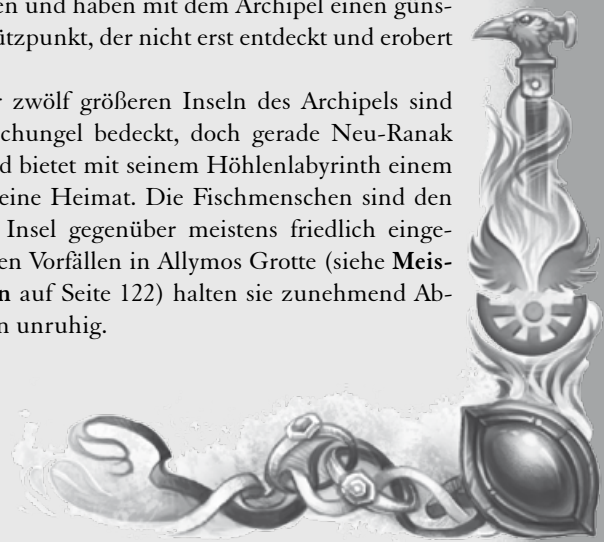 en und haben mit dem Archipel einen güns-
ützpunkt, der nicht erst entdeckt und erobert
r zwölf größeren Inseln des Archipels sind
chungel bedeckt, doch gerade Neu-Ranak
d bietet mit seinem Höhlenlabyrinth einem
eine Heimat. Die Fischmenschen sind den
Insel gegenüber meistens friedlich einge-
en Vorfällen in Allymos Grotte (siehe Meis-
n auf Seite 122) halten sie zunehmend Ab-
n unruhig.